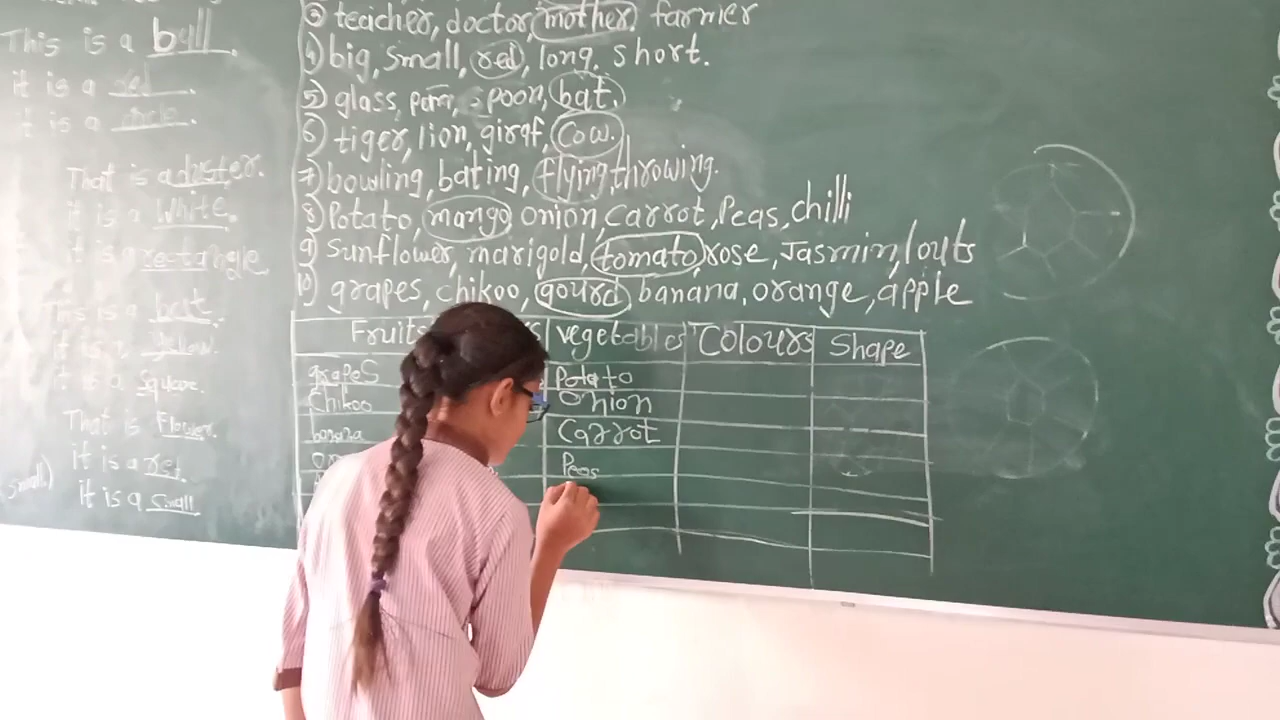 This is a ball.
it is a red.
it is a circle.
That is a duster.
it is a White.
it is a rectangle
This is a bat.
it is a yellow.
it is a Square.
That is Flower.
it is a red.
it is a small
small)
③ teacher, doctor, mother, farmer
④ big, small, red, long, short.
⑤ glass, spoon, bat.
⑥ tiger, lion, giraf, Cow.
⑦ bowling, bating, flying, throwing.
⑧ Potato, mango, onion, Carrot, Peas, chilli
⑨ sunflower, marigold, tomato, rose, Jasmin, louts
⑩ grapes, chikoo, gourd, banana, orange, apple
Fruits vegetables Colours Shape
grapes Potato
Chikoo Onion
banana Carrot
Peas